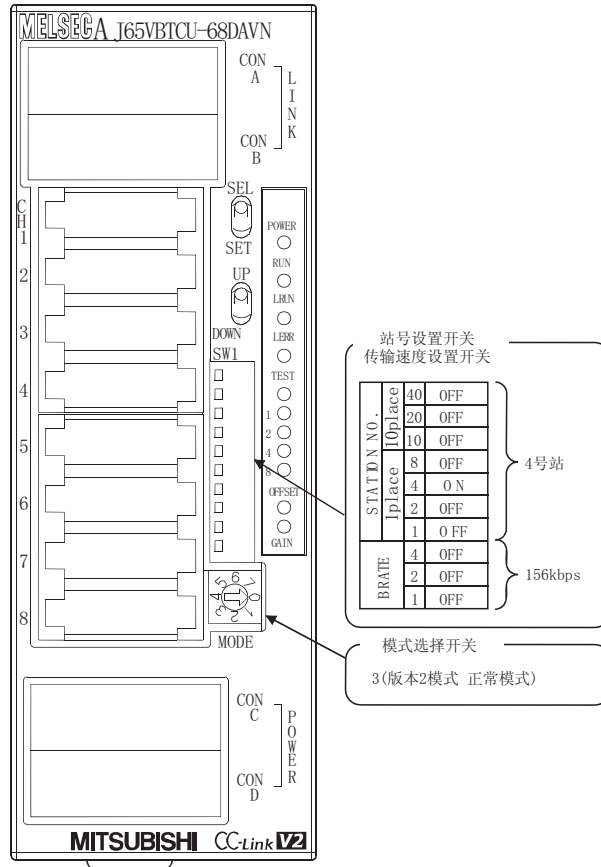 MELSEC A J65VBTCU-68DAVN
CON A
LINK
CON B
CH
1
2
3
4
5
6
7
8
SEL
SET
UP
DOWN
SW1
POWER
RUN
LRUN
LERR
TEST
1
2
4
8
OFFSET
GAIN
MODE
CON C
POWER
CON D
MITSUBISHI CC-Link V2
站号设置开关
传输速度设置开关
STATION NO.
10place
40 OFF
20 OFF
10 OFF
1place
8 OFF
4 ON
2 OFF
1 OFF
4号站
BRATE
4 OFF
2 OFF
1 OFF
156kbps
模式选择开关
3(版本2模式 正常模式)